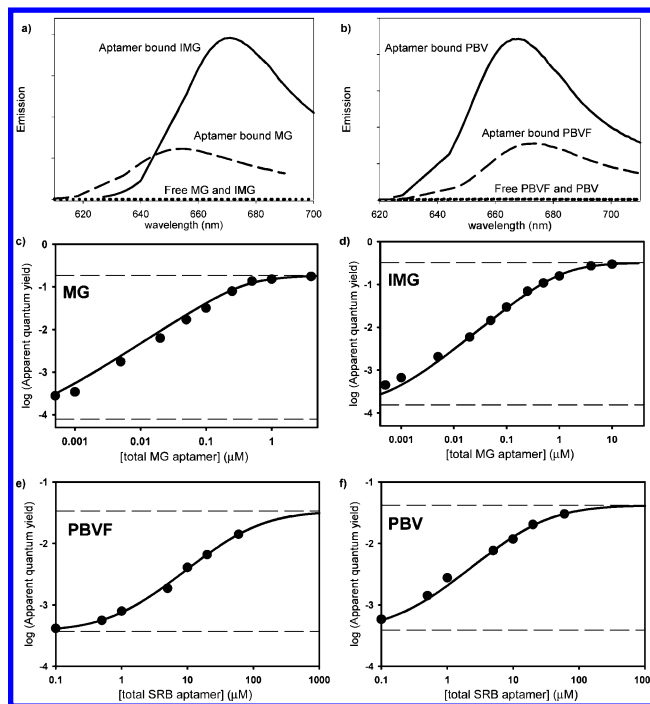 a)
Aptamer bound IMG
Aptamer bound MG
Free MG and IMG
Emission
620 640 660 680 700
wavelength (nm)
b)
Aptamer bound PBV
Aptamer bound PBVF
Free PBVF and PBV
Emission
620 640 660 680 700
wavelength (nm)
c)
MG
log (Apparent quantum yield)
0
-1
-2
-3
-4
0.001 0.01 0.1 1
[total MG aptamer] (μM)
d)
IMG
log (Apparent quantum yield)
0
-1
-2
-3
-4
0.001 0.01 0.1 1 10
[total MG aptamer] (μM)
e)
PBVF
log (Apparent quantum yield)
-1
-2
-3
-4
0.1 1 10 100 1000
[total SRB aptamer] (μM)
f)
PBV
log (Apparent quantum yield)
-1
-2
-3
-4
0.1 1 10 100 1000
[total SRB aptamer] (μM)